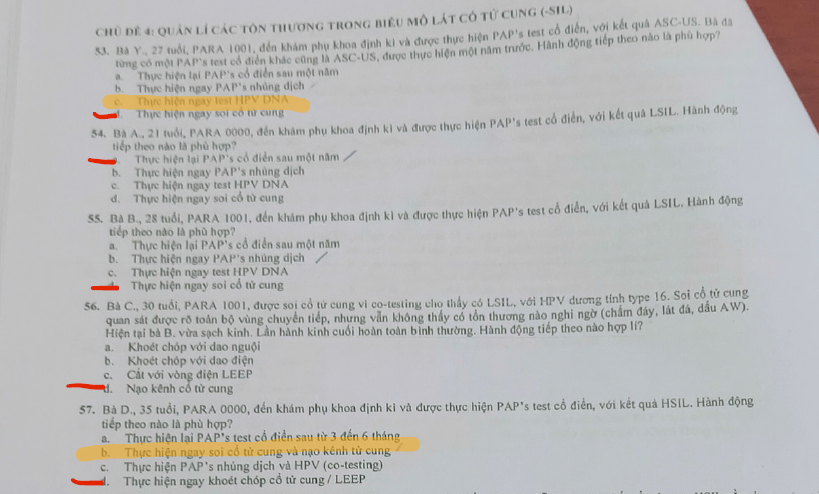 CHỦ ĐỀ 4: QUẢN LÍ CÁC TỔN THƯƠNG TRONG BIỂU MÔ LÁT CỔ TỬ CUNG (-SIL)
53. Bà Y., 27 tuổi, PARA 1001, đến khám phụ khoa định kì và được thực hiện PAP's test cổ điển, với kết quả ASC-US. Bà đã
từng có một PAP's test cổ điển khác cũng là ASC-US, được thực hiện một năm trước. Hành động tiếp theo nào là phù hợp?
a. Thực hiện lại PAP's cổ điển sau một năm
b. Thực hiện ngay PAP's nhúng dịch
c. Thực hiện ngay test HPV DNA
d. Thực hiện ngay soi cổ tử cung
54. Bà A., 21 tuổi, PARA 0000, đến khám phụ khoa định kì và được thực hiện PAP's test cổ điển, với kết quả LSIL. Hành động
tiếp theo nào là phù hợp?
Thực hiện lại PAP's cổ điển sau một năm
b. Thực hiện ngay PAP's nhúng dịch
c. Thực hiện ngay test HPV DNA
d. Thực hiện ngay soi cổ tử cung
55. Bà B., 28 tuổi, PARA 1001, đến khám phụ khoa định kì và được thực hiện PAP's test cổ điển, với kết quả LSIL. Hành động
tiếp theo nào là phù hợp?
a. Thực hiện lại PAP's cổ điển sau một năm
b. Thực hiện ngay PAP's nhúng dịch
c. Thực hiện ngay test HPV DNA
Thực hiện ngay soi cổ tử cung
56. Bà C., 30 tuổi, PARA 1001, được soi cổ tử cung vì co-testing cho thấy có LSIL, với HPV dương tính type 16. Soi cổ tử cung
quan sát được rõ toàn bộ vùng chuyển tiếp, nhưng vẫn không thấy có tổn thương nào nghi ngờ (chấm đáy, lát đá, dấu AW).
Hiện tại bà B. vừa sạch kinh. Lần hành kinh cuối hoàn toàn bình thường. Hành động tiếp theo nào hợp lí?
a. Khoét chóp với dao nguội
b. Khoét chóp với dao điện
c. Cắt với vòng điện LEEP
d. Nạo kênh cổ tử cung
57. Bà D., 35 tuổi, PARA 0000, đến khám phụ khoa định kì và được thực hiện PAP's test cổ điển, với kết quả HSIL. Hành động
tiếp theo nào là phù hợp?
a. Thực hiện lại PAP's test cổ điển sau từ 3 đến 6 tháng
b. Thực hiện ngay soi cổ tử cung và nạo kênh tử cung
c. Thực hiện PAP's nhúng dịch và HPV (co-testing)
d. Thực hiện ngay khoét chóp cổ tử cung / LEEP